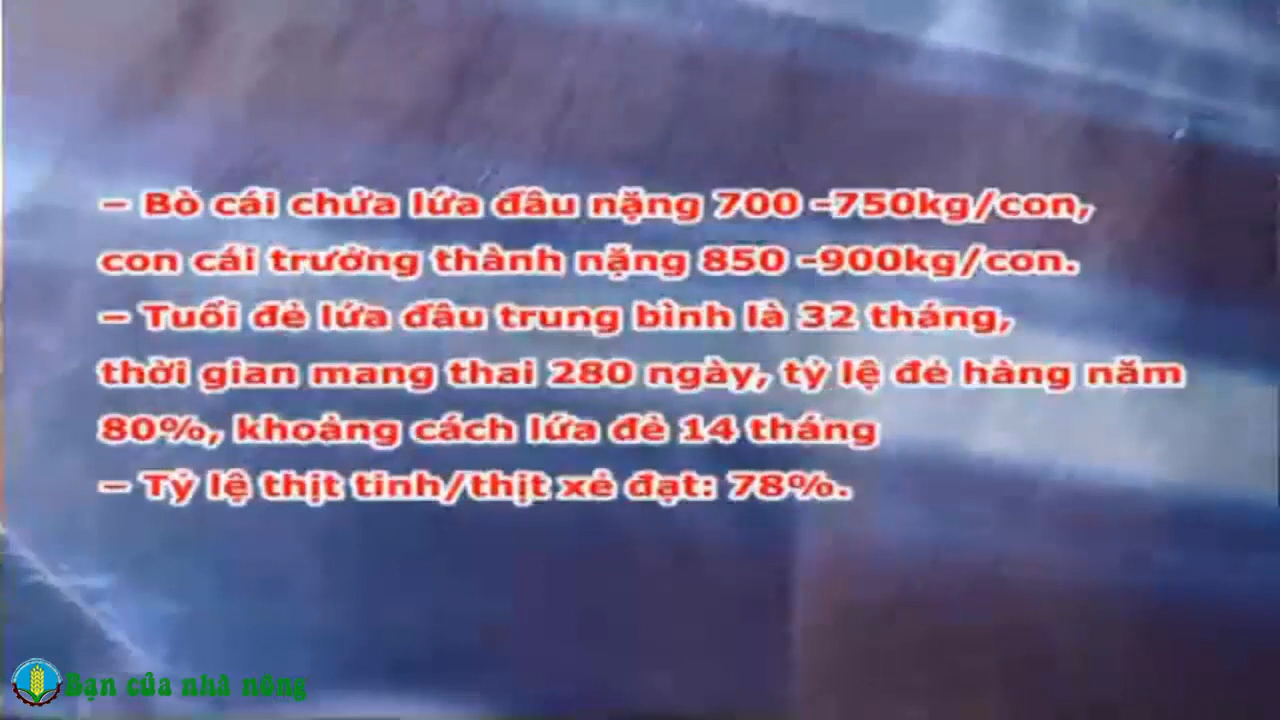 – Bò cái chửa lứa đầu nặng 700 -750kg/con,
con cái trưởng thành nặng 850 -900kg/con.
– Tuổi đẻ lứa đầu trung bình là 32 tháng,
thời gian mang thai 280 ngày, tỷ lệ đẻ hàng năm
80%, khoảng cách lứa đẻ 14 tháng
– Tỷ lệ thịt tinh/thịt xẻ đạt: 78%.
Bạn của nhà nông